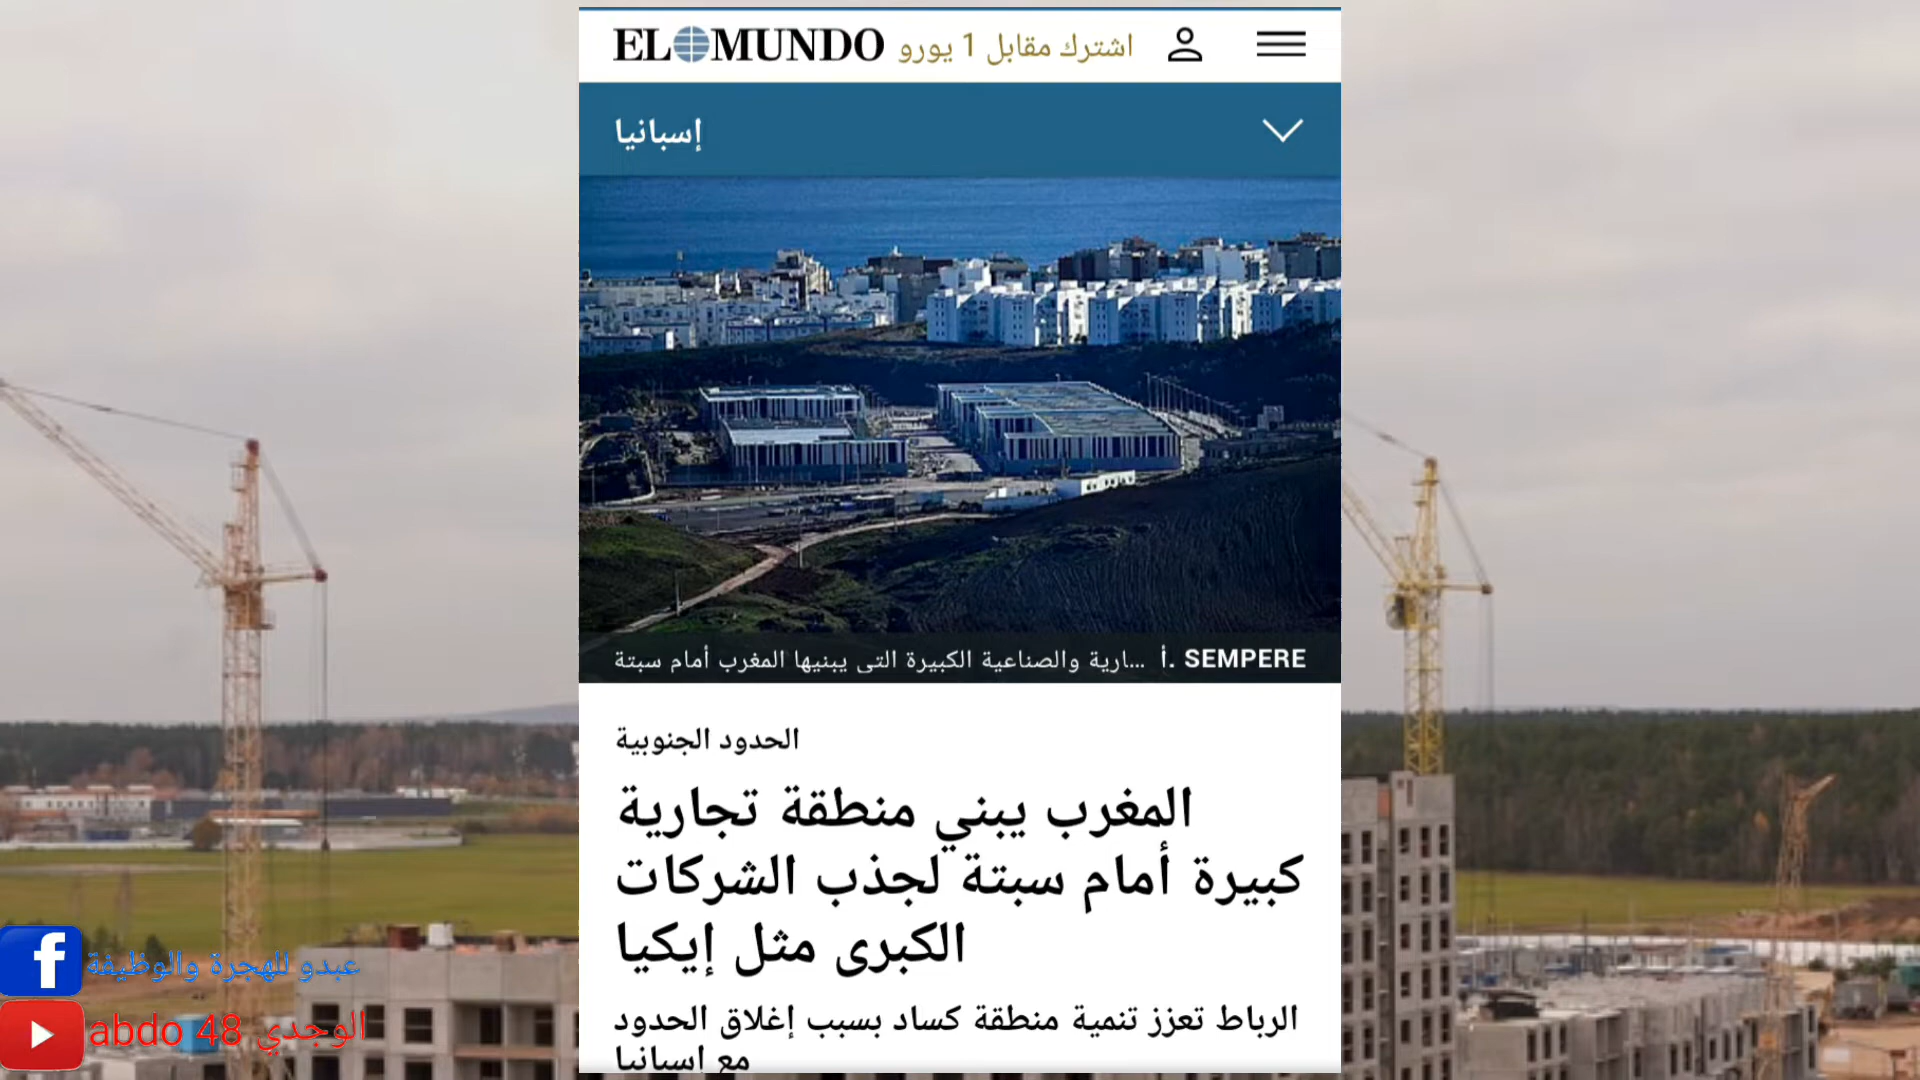 EL MUNDO اشترك مقابل 1 يورو
إسبانيا
...ارية والصناعية الكبيرة التي يبنيها المغرب أمام سبتة
أ. SEMPERE
الحدود الجنوبية
المغرب يبني منطقة تجارية
كبيرة أمام سبتة لجذب الشركات
الكبرى مثل إيكيا
الرباط تعزز تنمية منطقة كساد بسبب إغلاق الحدود
مع إسبانيا
عبدو للهجرة والوظيفة
abdo 48 الوجدي